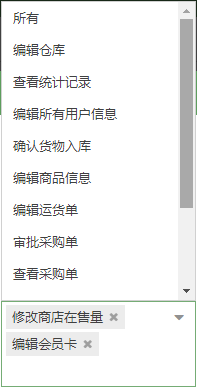 所有
编辑仓库
查看统计记录
编辑所有用户信息
确认货物入库
编辑商品信息
编辑运货单
审批采购单
查看采购单
修改商店在售量 ✖
编辑会员卡 ✖